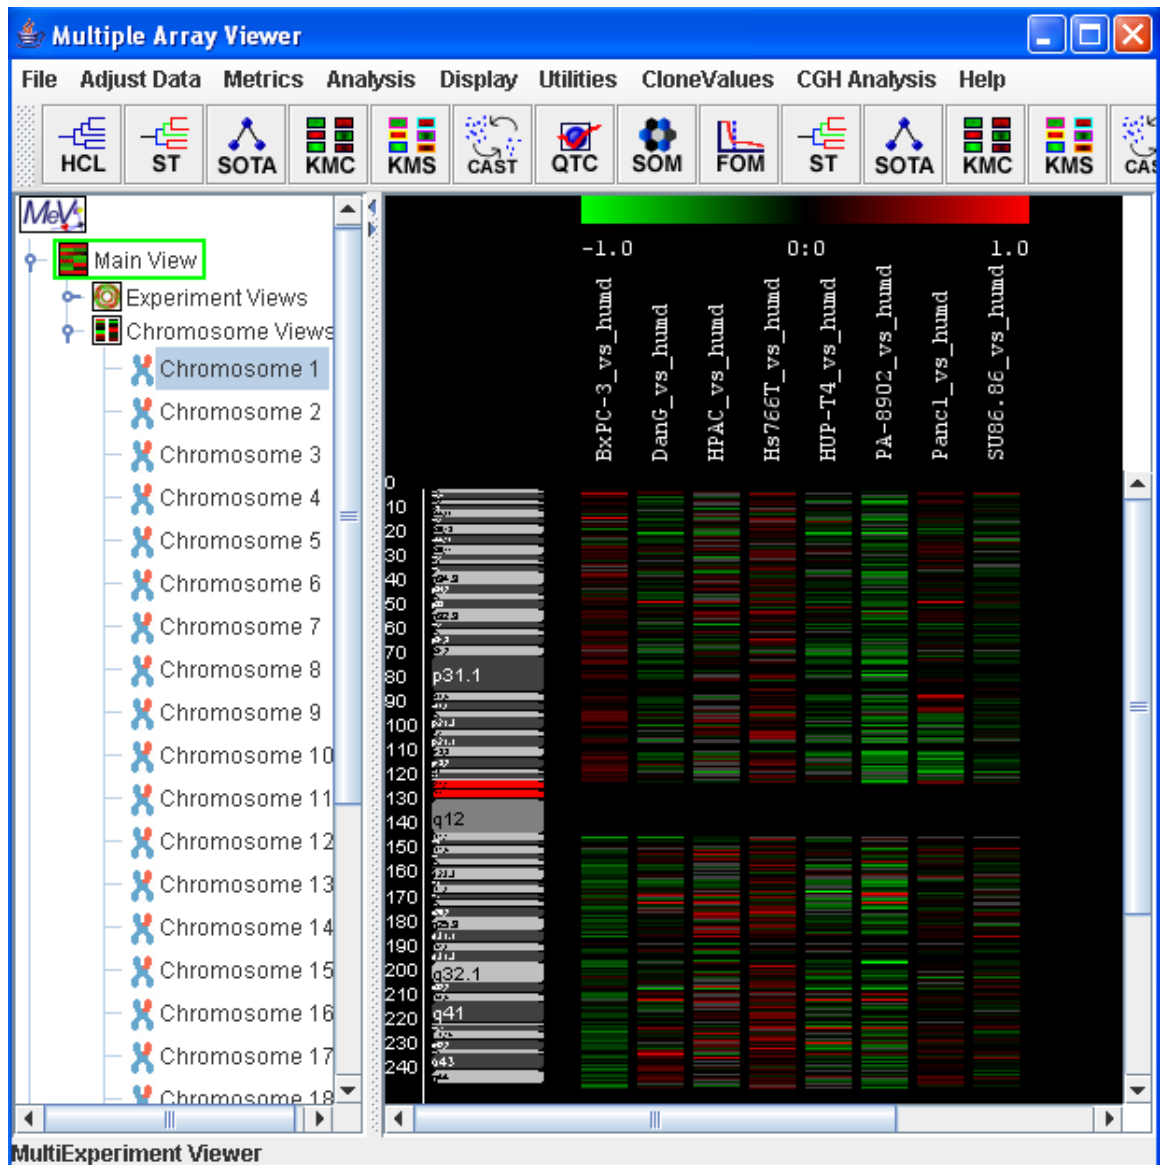 Multiple Array Viewer
File Adjust Data Metrics Analysis Display Utilities CloneValues CGH Analysis Help
HCL ST SOTA KMC KMS CAST QTC SOM FOM ST SOTA KMC KMS CAS
MeV
Main View
Experiment Views
Chromosome Views
Chromosome 1
Chromosome 2
Chromosome 3
Chromosome 4
Chromosome 5
Chromosome 6
Chromosome 7
Chromosome 8
Chromosome 9
Chromosome 10
Chromosome 11
Chromosome 12
Chromosome 13
Chromosome 14
Chromosome 15
Chromosome 16
Chromosome 17
Chromosome 18
-1.0 0:0 1.0
BxPC-3_vs_humd
DanG_vs_humd
HPAC_vs_humd
Hs766T_vs_humd
HUP-T4_vs_humd
PA-8902_vs_humd
Panc1_vs_humd
SU86.86_vs_humd
0
10
20
30
40
50
60
70
80 p31.1
90
100
110
120
130
140 q12
150
160
170
180
190
200 q32.1
210
220 q41
230
240 q43
MultiExperiment Viewer